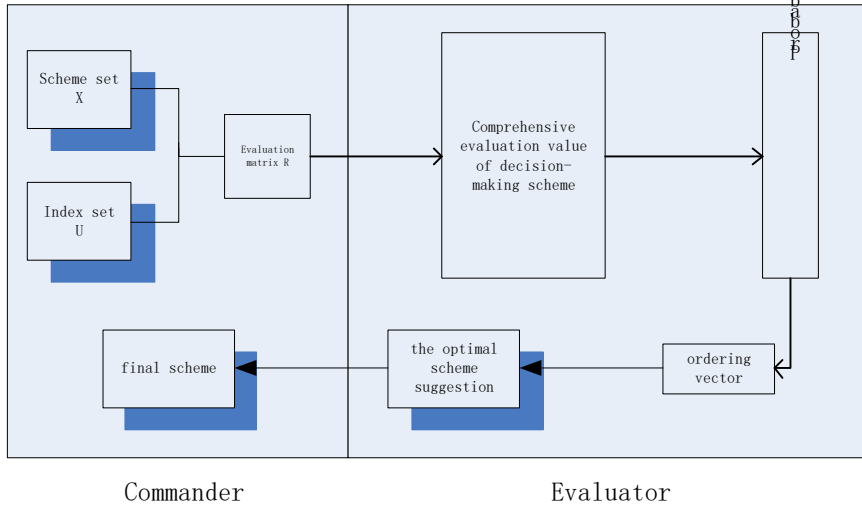 Scheme set
X
Evaluation
matrix R
Comprehensive
evaluation value
of decision-
making scheme
Index set
U
final scheme
the optimal
scheme
suggestion
ordering
vector
Commander
Evaluator